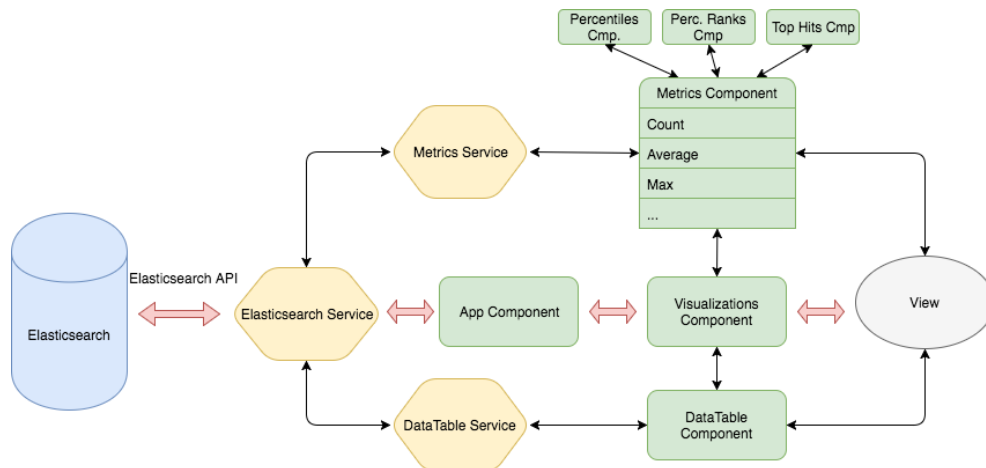 Percentiles
Cmp.
Perc. Ranks
Cmp
Top Hits Cmp
Metrics Component
Count
Average
Max
...
Metrics Service
Elasticsearch API
Elasticsearch
Elasticsearch Service
App Component
Visualizations
Component
View
DataTable Service
DataTable
Component